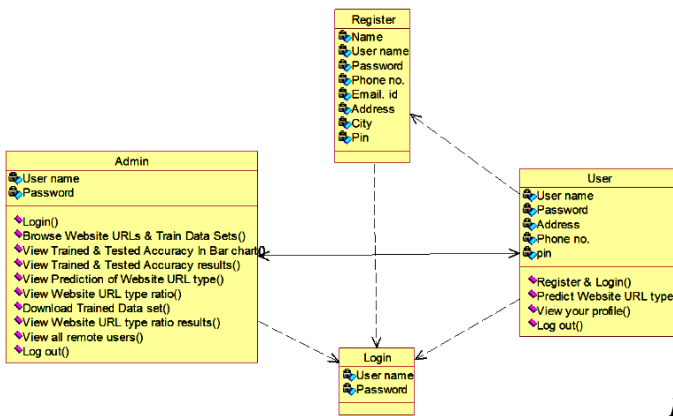 Register
Name
User name
Password
Phone no.
Email. id
Address
City
Pin
Admin
User name
Password
Login()
Browse Website URLs & Train Data Sets()
View Trained & Tested Accuracy In Bar chart()
View Trained & Tested Accuracy results()
View Prediction of Website URL type()
View Website URL type ratio()
Download Trained Data set()
View Website URL type ratio results()
View all remote users()
Log out()
User
User name
Password
Address
Phone no.
pin
Register & Login()
Predict Website URL type
View your profile()
Log out()
Login
User name
Password